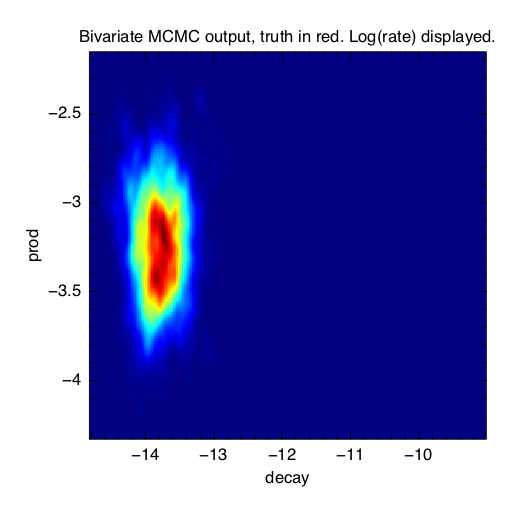 Bivariate MCMC output, truth in red. Log(rate) displayed.
−2.5
−3
−3.5
−4
prod
−14 −13 −12 −11 −10
decay